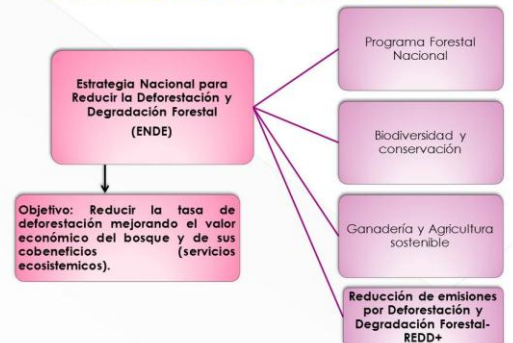 Estrategia Nacional para
Reducir la Deforestación y
Degradación Forestal
(ENDE)
Objetivo: Reducir la tasa de
deforestación mejorando el valor
económico del bosque y de sus
cobeneficios (servicios
ecosistemicos).
Programa Forestal
Nacional
Biodiversidad y
conservación
Ganadería y Agricultura
sostenible
Reducción de emisiones
por Deforestación y
Degradación Forestal-
REDD+